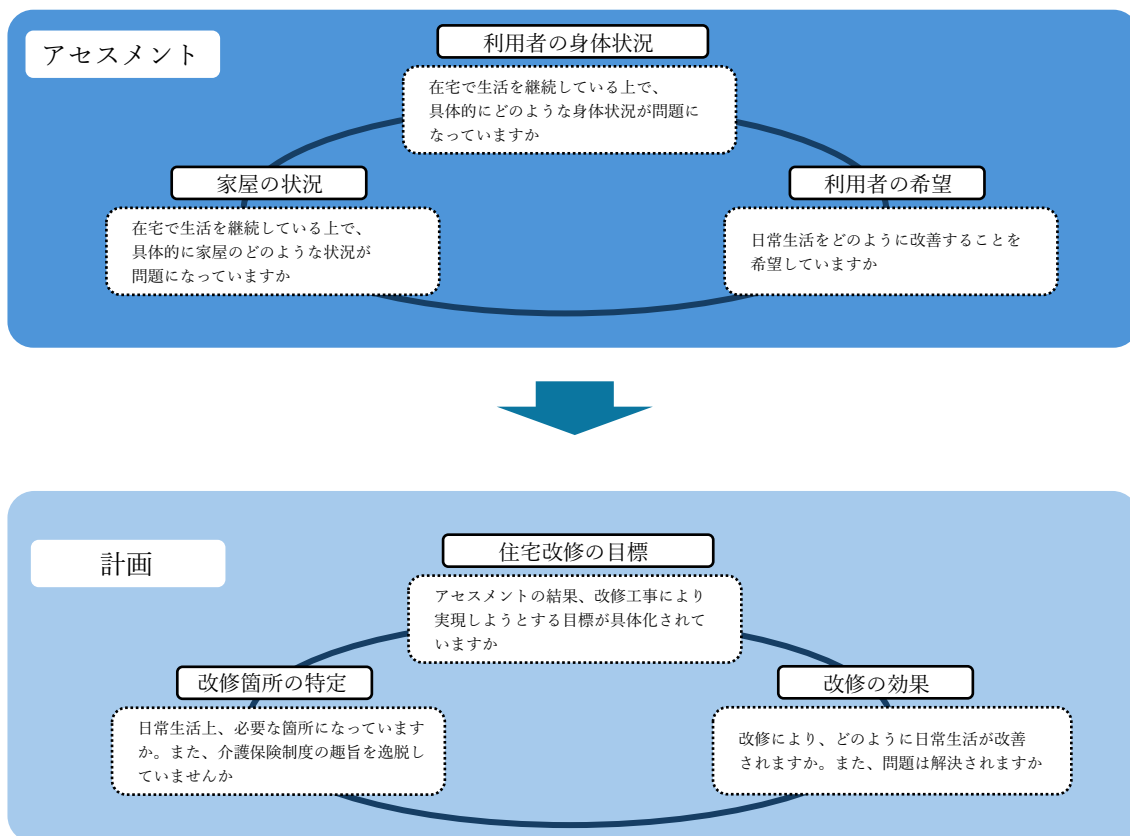 アセスメント
利用者の身体状況
在宅で生活を継続している上で、
具体的にどのような身体状況が問題に
なっていますか
家屋の状況
在宅で生活を継続している上で、
具体的に家屋のどのような状況が
問題になっていますか
利用者の希望
日常生活をどのように改善することを
希望していますか
計画
住宅改修の目標
アセスメントの結果、改修工事により
実現しようとする目標が具体化されて
いますか
改修箇所の特定
日常生活上、必要な箇所になっています
か。また、介護保険制度の趣旨を逸脱し
ていませんか
改修の効果
改修により、どのように日常生活が改善
されますか。また、問題は解決されますか